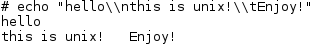 # echo "hello\\nthis is unix!\\tEnjoy!"
hello
this is unix!   Enjoy!